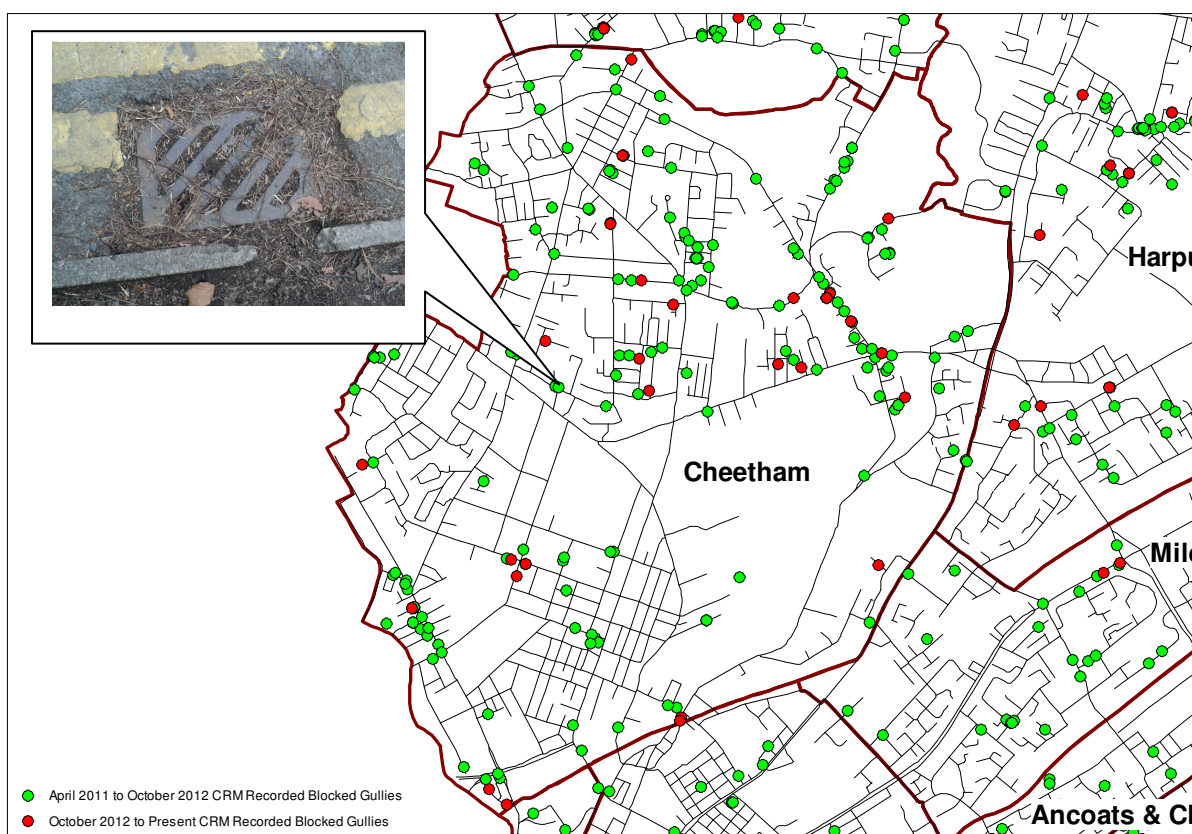 Harpu
Cheetham
Mile
April 2011 to October 2012 CRM Recorded Blocked Gullies
October 2012 to Present CRM Recorded Blocked Gullies
Ancoats & Cl